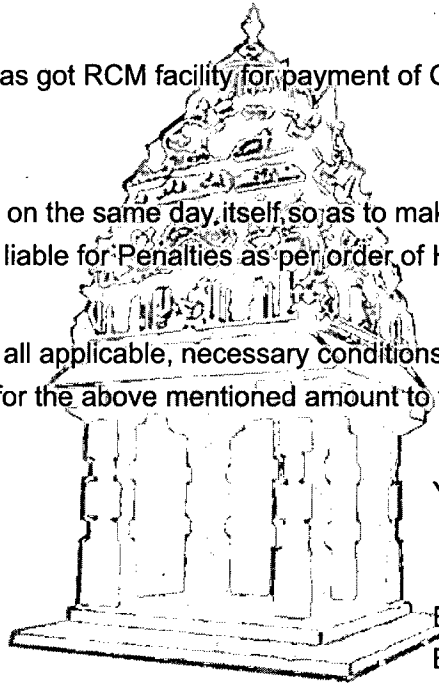 as got RCM facility for payment of
on the same day itself, so as to mak
liable for Penalties as per order of H
all applicable, necessary conditions
for the above mentioned amount to